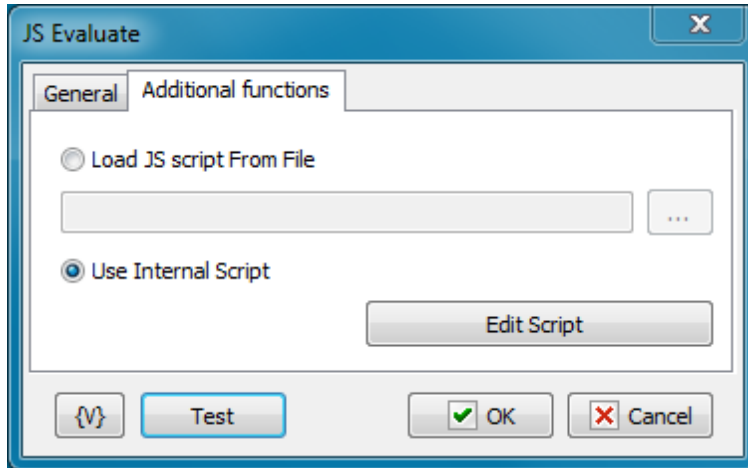 JS Evaluate
General Additional functions
Load JS script From File
...
Use Internal Script
Edit Script
{V} Test OK Cancel